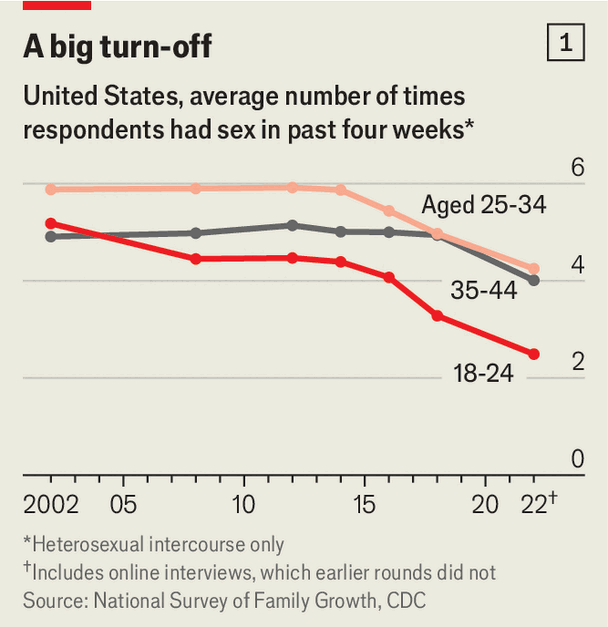 A big turn-off
1
United States, average number of times
respondents had sex in past four weeks*
6
Aged 25-34
4
35-44
2
18-24
0
2002 05 10 15 20 22†
*Heterosexual intercourse only
†Includes online interviews, which earlier rounds did not
Source: National Survey of Family Growth, CDC